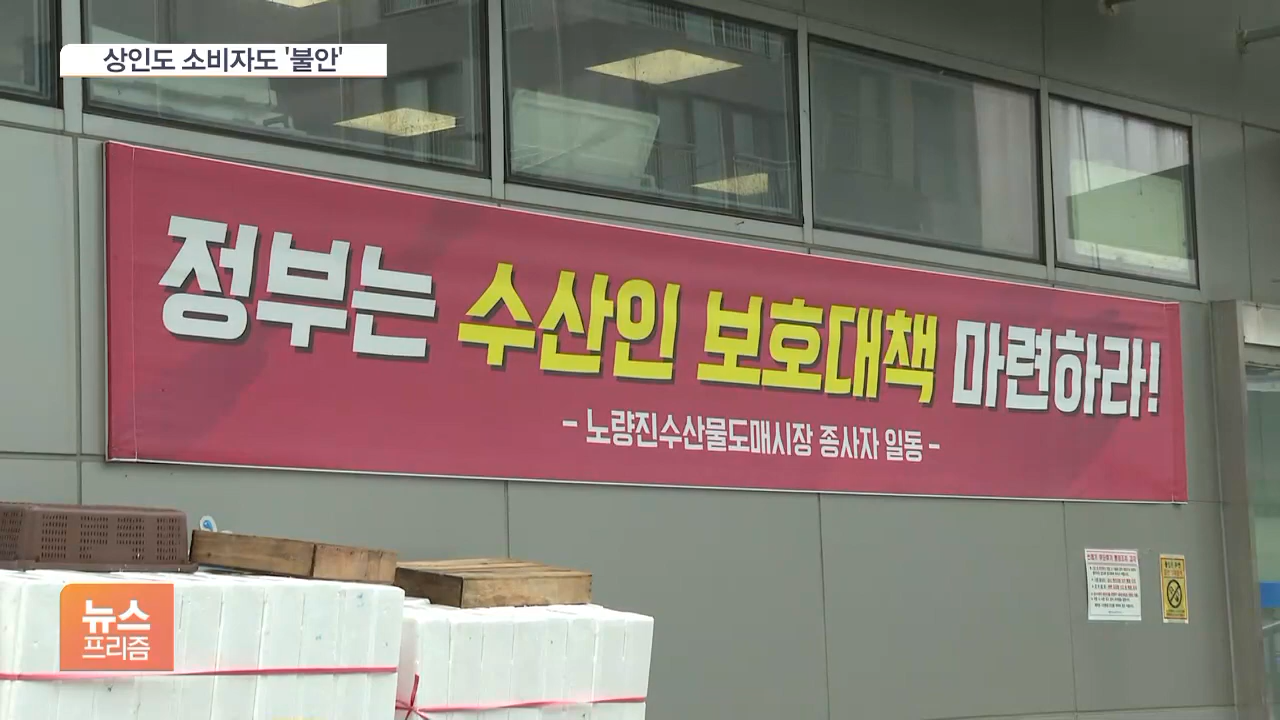 상인도 소비자도 '불안'
정부는 수산인 보호대책 마련하라!
- 노량진수산물도매시장 종사자 일동 -
뉴스
프리즘